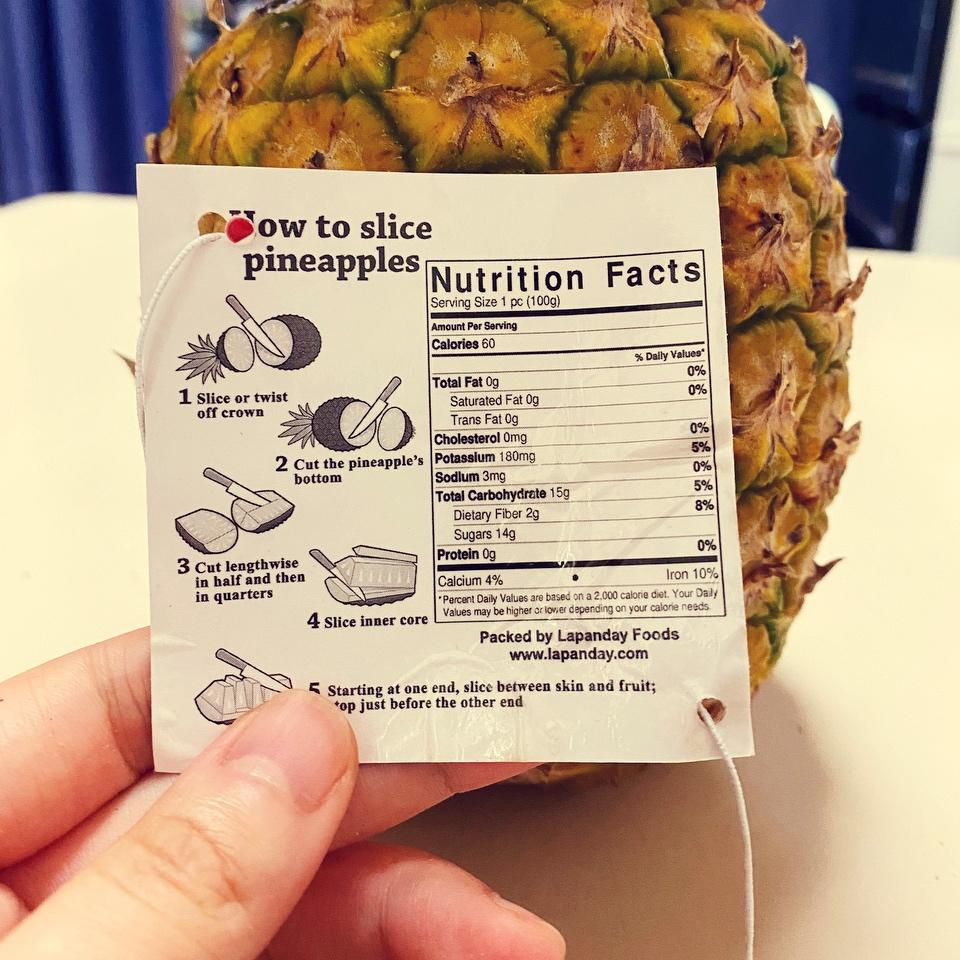 How to slice
pineapples
1 Slice or twist
off crown
2 Cut the pineapple's
bottom
3 Cut lengthwise
in half and then
in quarters
4 Slice inner core
5 Starting at one end, slice between skin and fruit;
stop just before the other end
Nutrition Facts
Serving Size 1 pc (100g)
Amount Per Serving
Calories 60
% Daily Values*
Total Fat 0g 0%
Saturated Fat 0g 0%
Trans Fat 0g
Cholesterol 0mg 0%
Potassium 180mg 5%
Sodium 3mg 0%
Total Carbohydrate 15g 5%
Dietary Fiber 2g 8%
Sugars 14g
Protein 0g 0%
Calcium 4% • Iron 10%
*Percent Daily Values are based on a 2,000 calorie diet. Your Daily
Values may be higher or lower depending on your calorie needs.
Packed by Lapanday Foods
www.lapanday.com